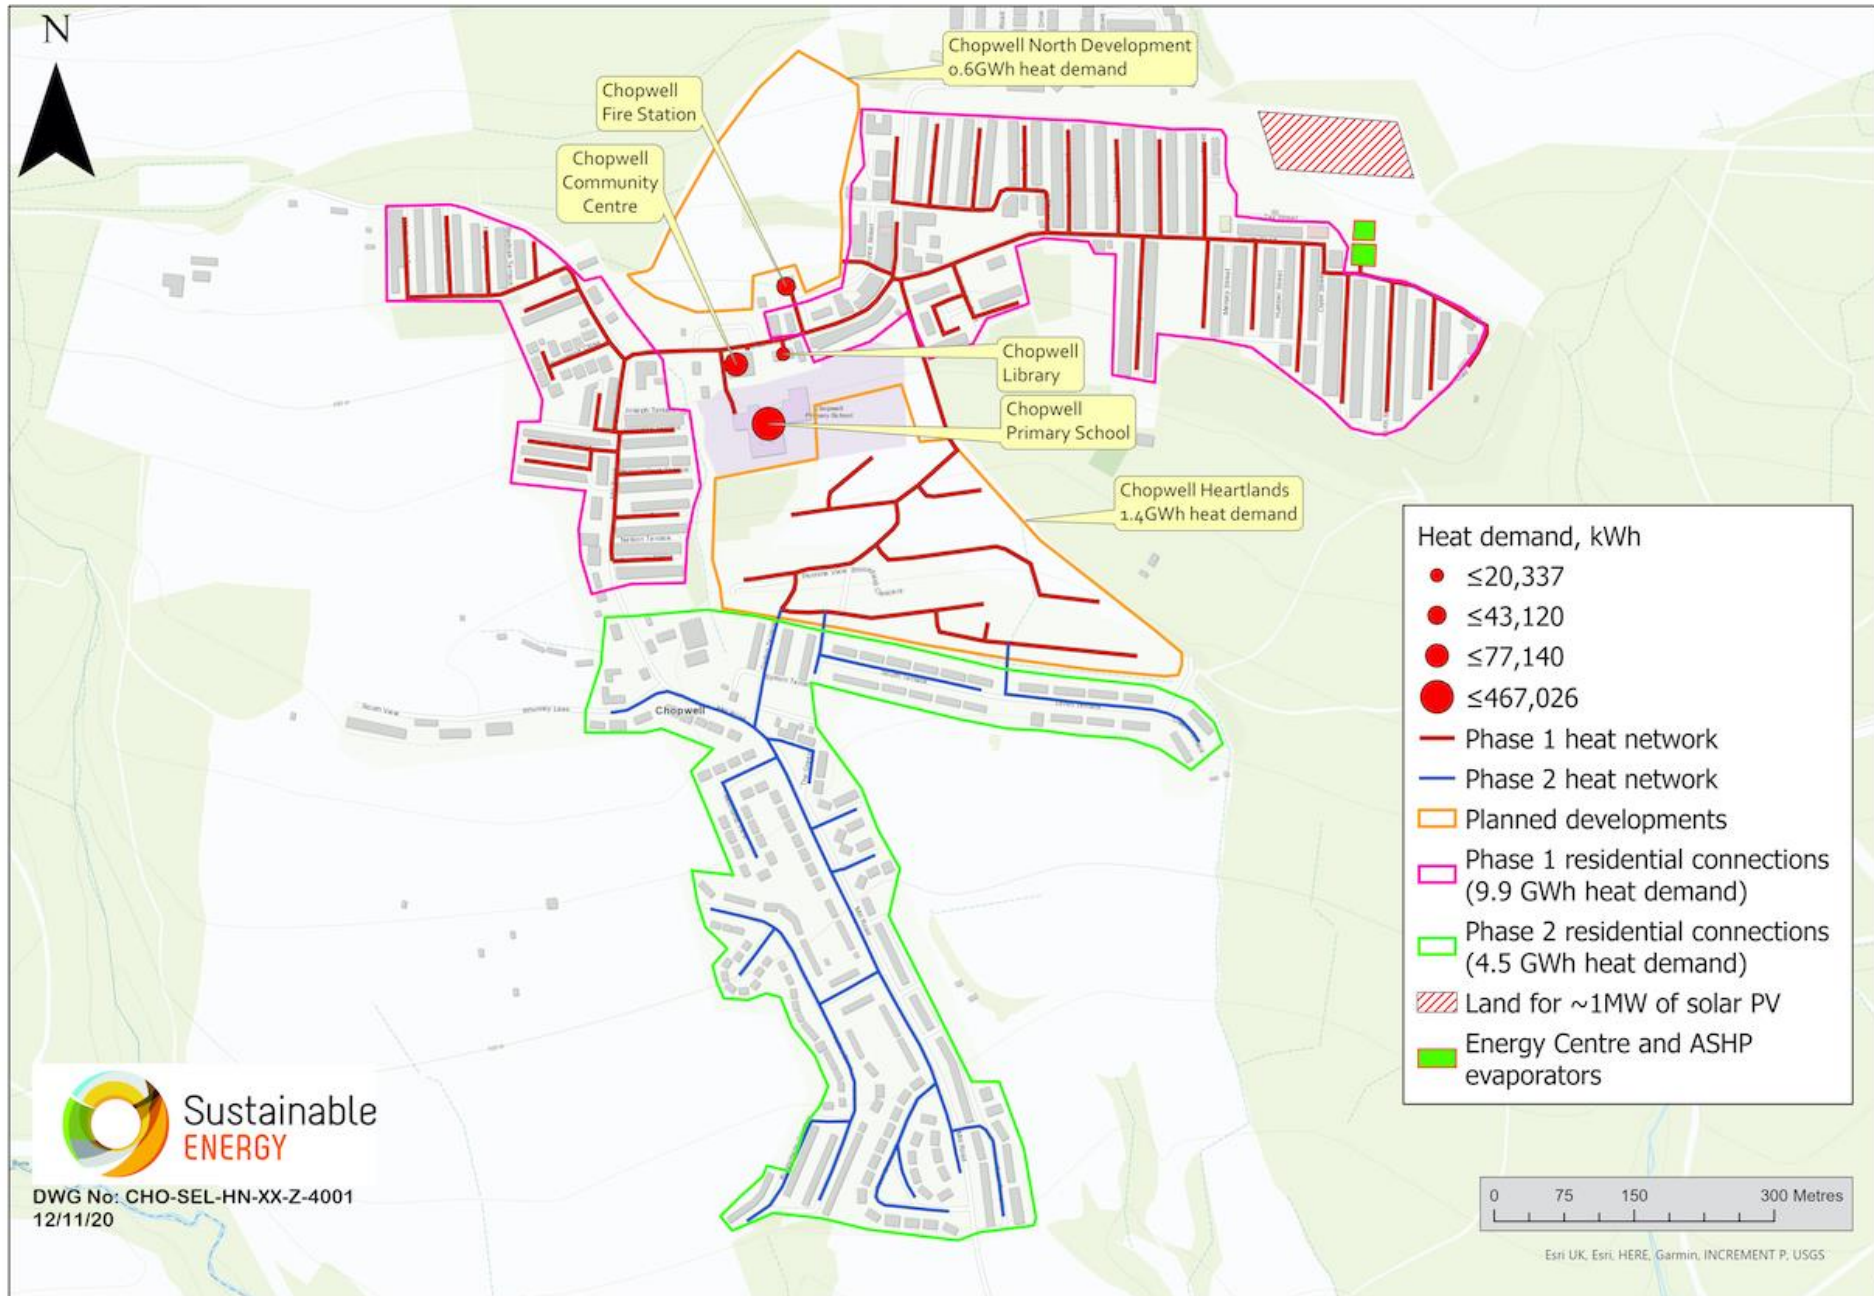 N
Chopwell North Development
0.6GWh heat demand
Chopwell
Fire Station
Chopwell
Community
Centre
Chopwell
Library
Chopwell
Primary School
Chopwell Heartlands
1.4GWh heat demand
Chopwell
Heat demand, kWh
≤20,337
≤43,120
≤77,140
≤467,026
Phase 1 heat network
Phase 2 heat network
Planned developments
Phase 1 residential connections
(9.9 GWh heat demand)
Phase 2 residential connections
(4.5 GWh heat demand)
Land for ~1MW of solar PV
Energy Centre and ASHP
evaporators
Sustainable
ENERGY
DWG No: CHO-SEL-HN-XX-Z-4001
12/11/20
0 75 150 300 Metres
Esri UK, Esri, HERE, Garmin, INCREMENT P, USGS